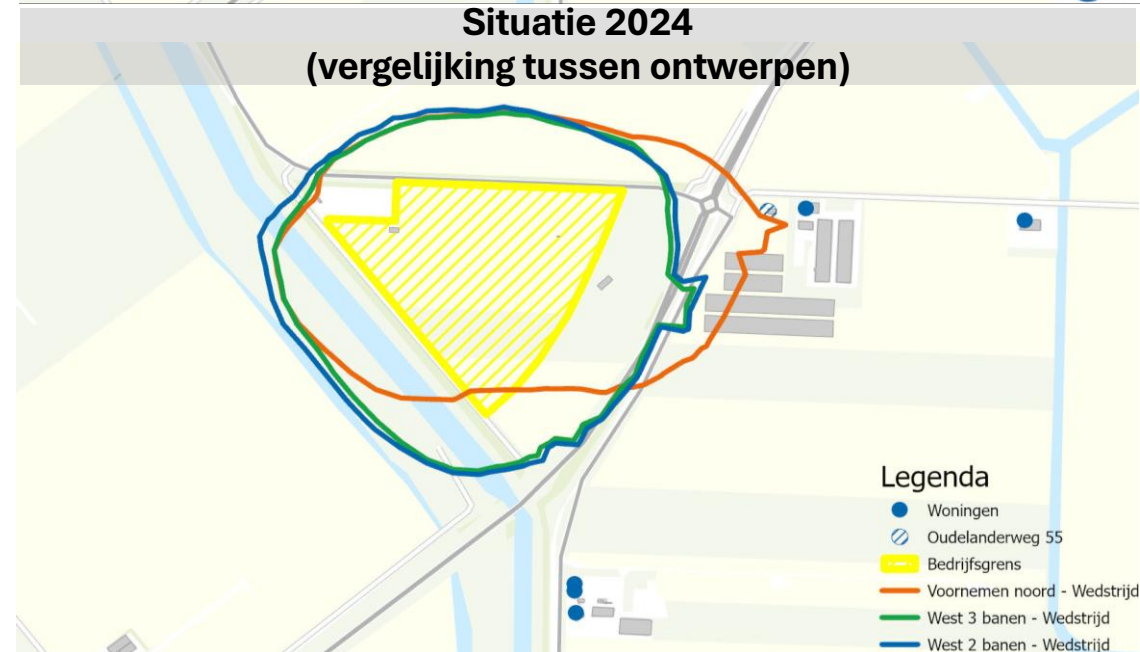 Situatie 2024
(vergelijking tussen ontwerpen)
Legenda
Woningen
Oudelanderweg 55
Bedrijfsgrens
Voornemen noord - Wedstrijd
West 3 banen - Wedstrijd
West 2 banen - Wedstrijd